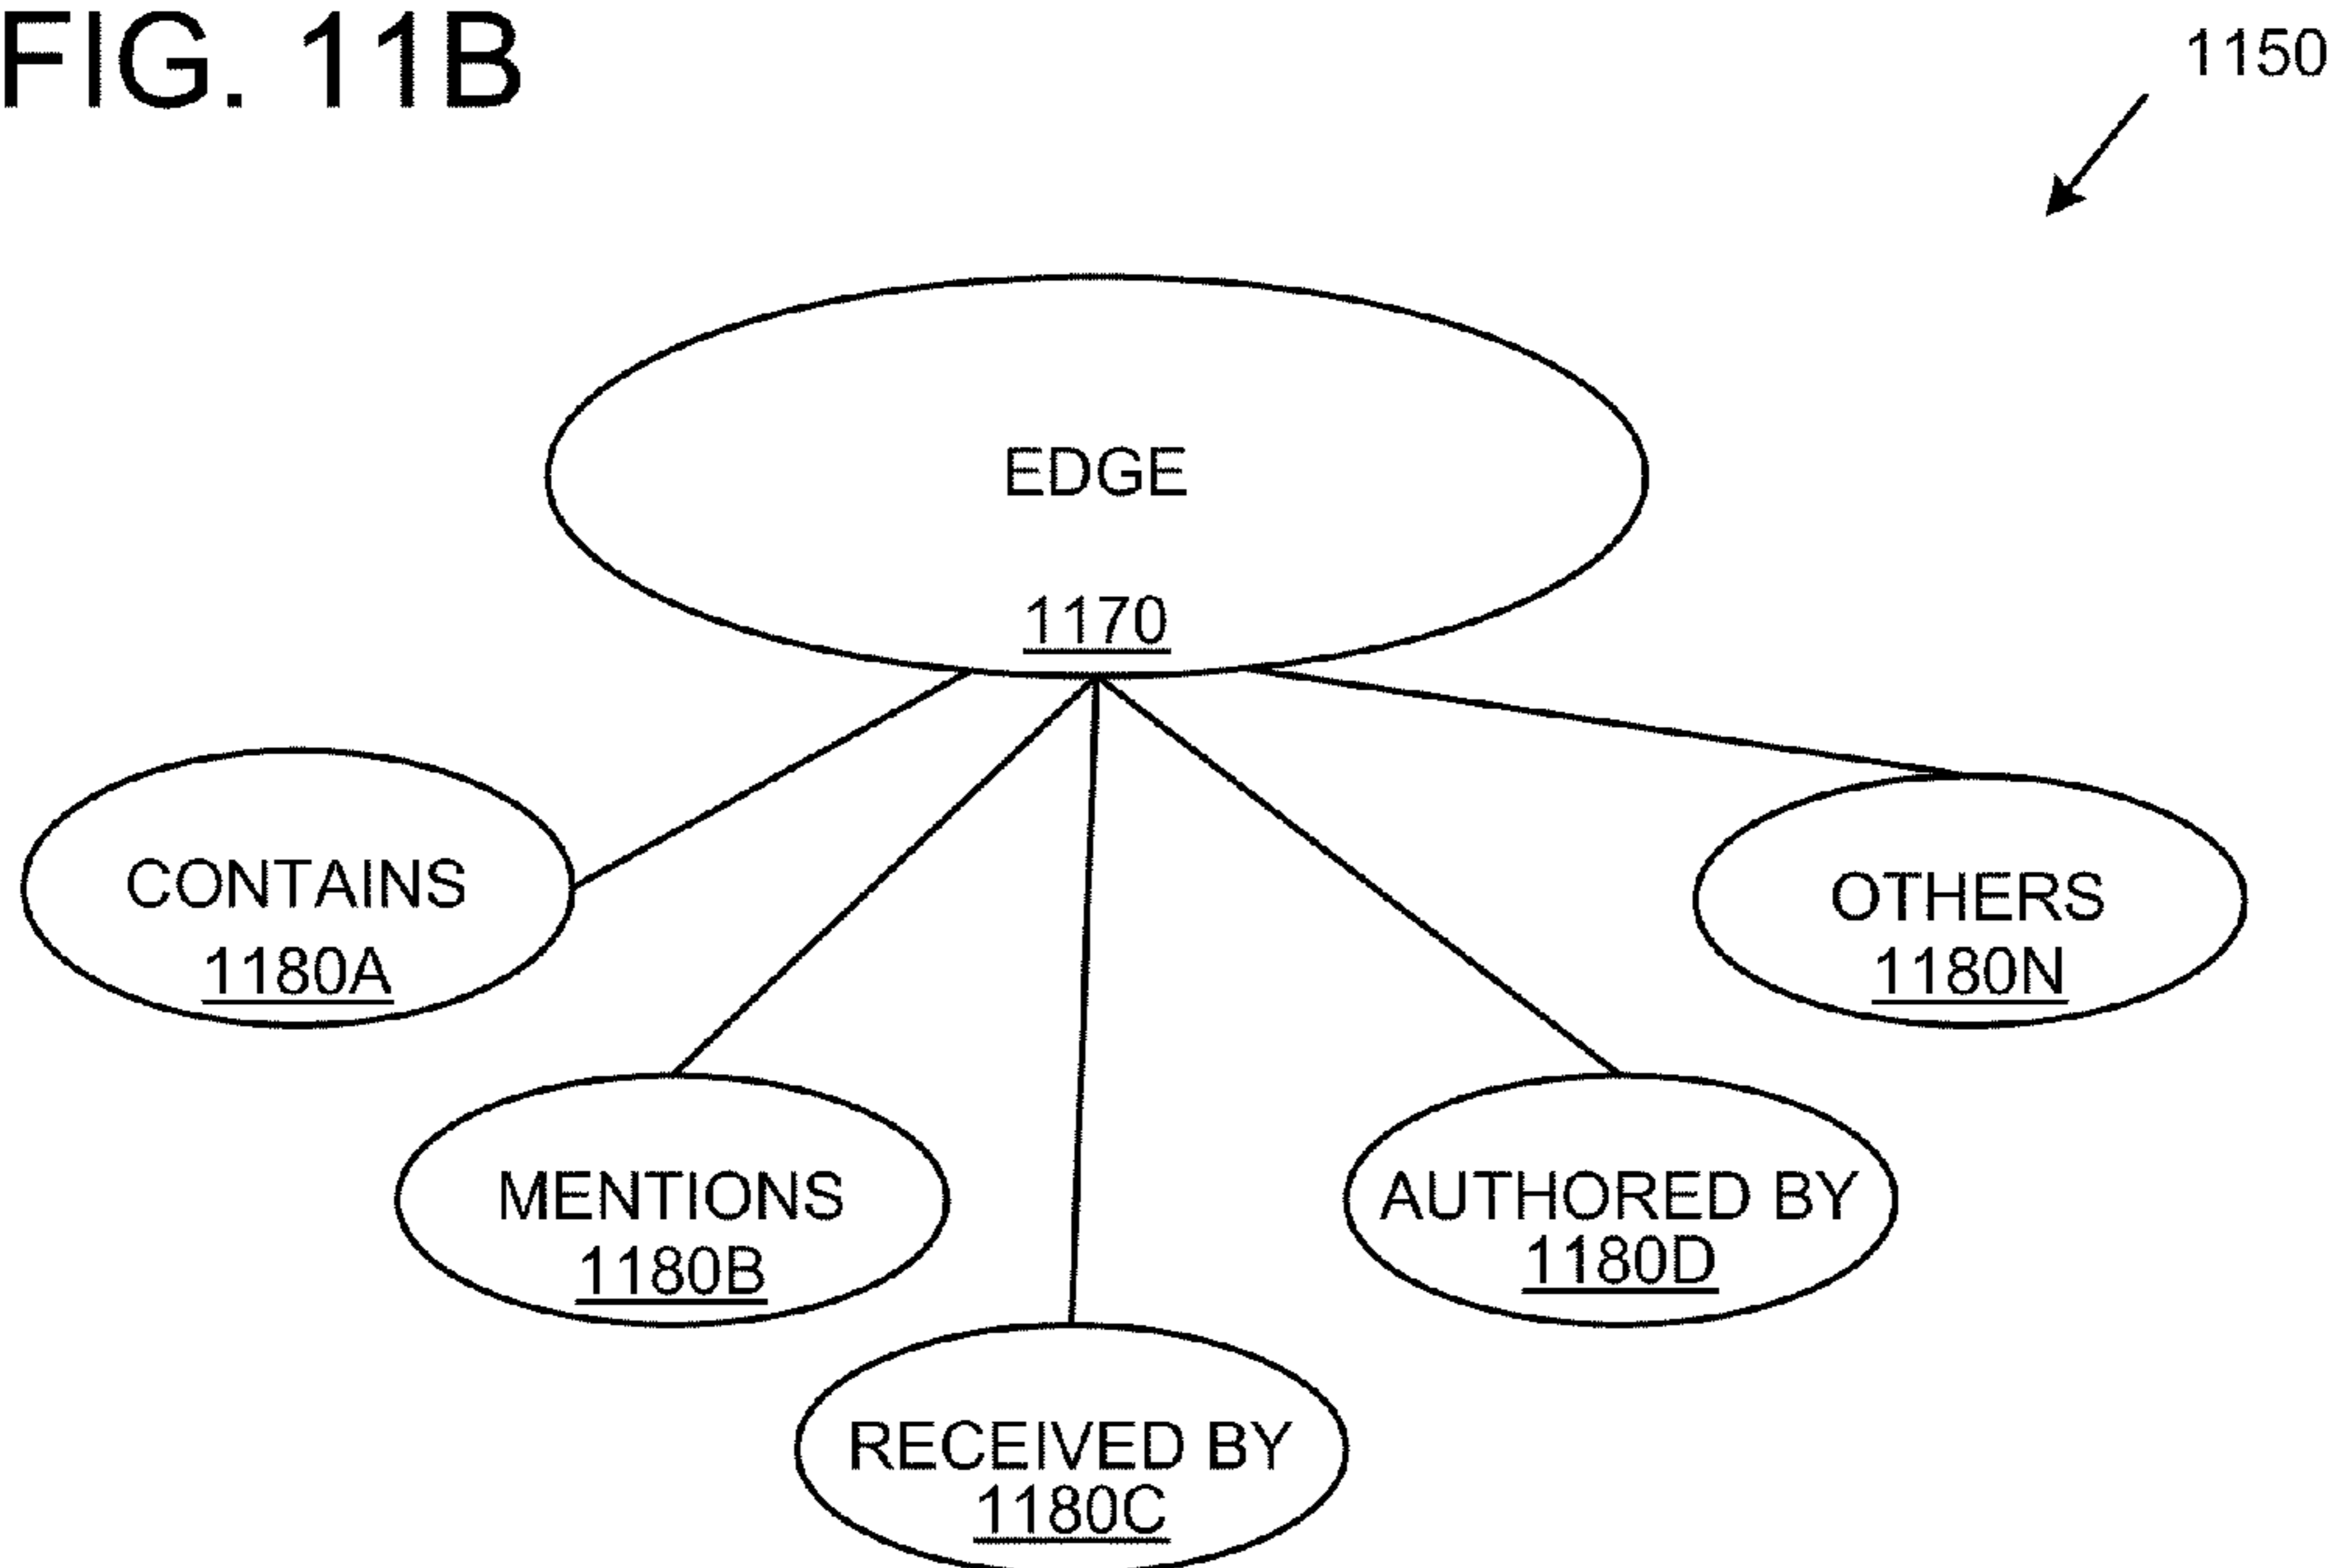 FIG. 11B
1150
EDGE
1170
CONTAINS
1180A
OTHERS
1180N
MENTIONS
1180B
AUTHORED BY
1180D
RECEIVED BY
1180C